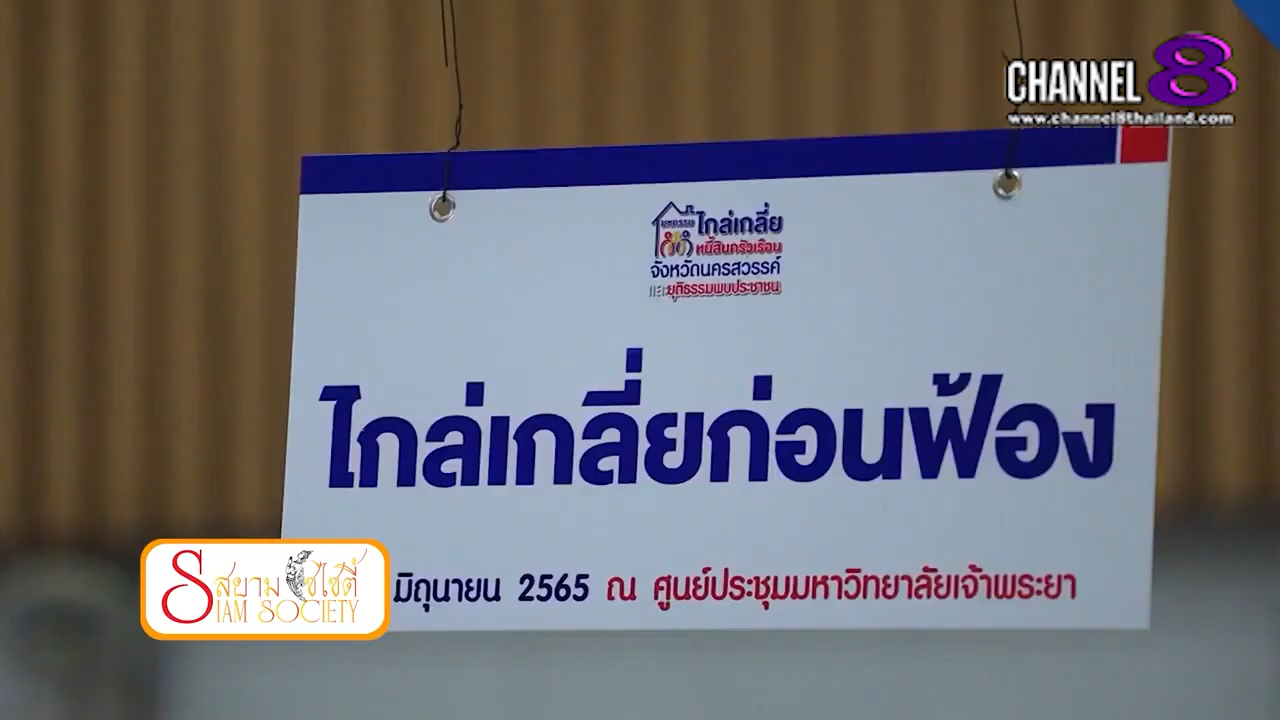 CHANNEL 8
www.channel8thailand.com
มหกรรม ไกล่เกลี่ย
หนี้สินครัวเรือน
จังหวัดนครสวรรค์
และยุติธรรมพบประชาชน
ไกล่เกลี่ยก่อนฟ้อง
มิถุนายน 2565 ณ ศูนย์ประชุมมหาวิทยาลัยเจ้าพระยา
สยามโซไซตี้
SIAM SOCIETY